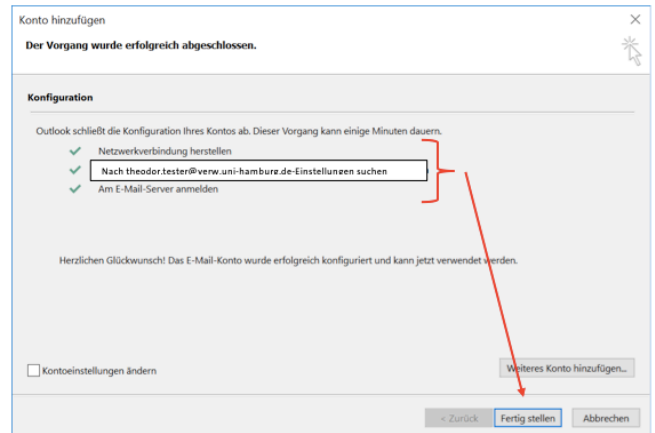 Konto hinzufügen
Der Vorgang wurde erfolgreich abgeschlossen.
Konfiguration
Outlook schließt die Konfiguration Ihres Kontos ab. Dieser Vorgang kann einige Minuten dauern.
Netzwerkverbindung herstellen
Nach theodor.tester@verw.uni-hamburg.de-Einstellungen suchen
Am E-Mail-Server anmelden
Herzlichen Glückwunsch! Das E-Mail-Konto wurde erfolgreich konfiguriert und kann jetzt verwendet werden.
Kontoeinstellungen ändern
Weiteres Konto hinzufügen...
< Zurück
Fertig stellen
Abbrechen